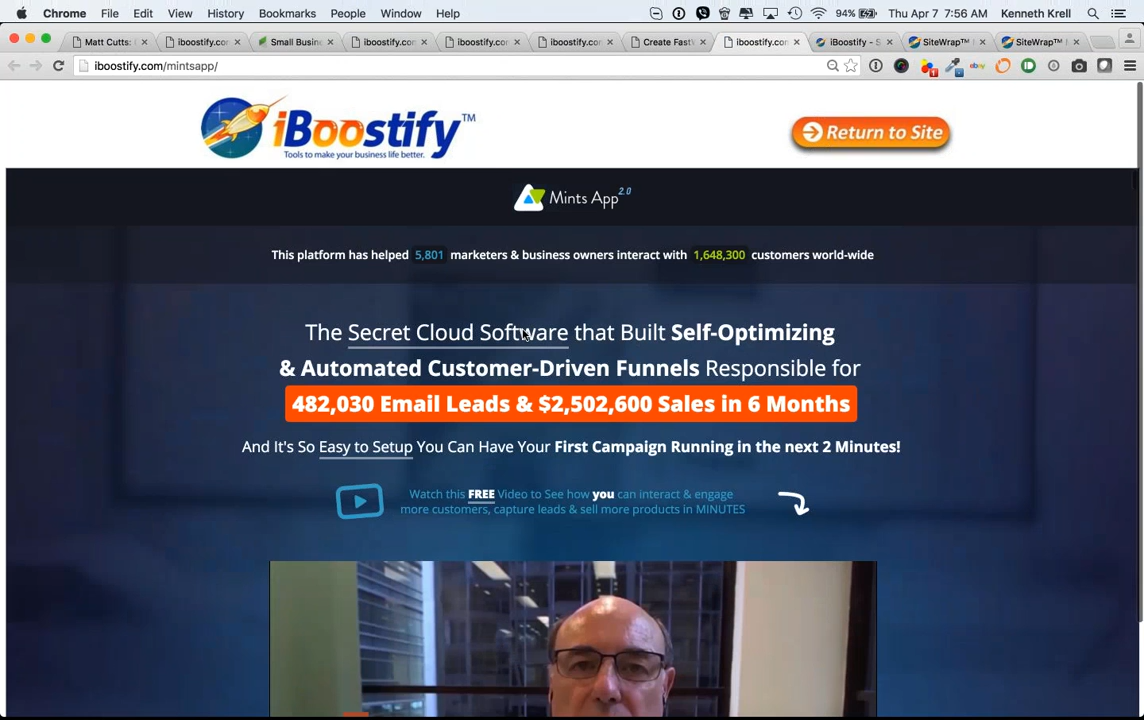 Chrome File Edit View History Bookmarks People Window Help 94% Thu Apr 7 7:56 AM Kenneth Krell
Matt Cutts: iboostify.com/ Small Busin iboostify.com iboostify.com iboostify.com/ Create Fast iboostify.com iBoostify - S SiteWrap™ SiteWrap™
iboostify.com/mintsapp/
iBoostify™
Tools to make your business life better.
Return to Site
Mints App 2.0
This platform has helped 5,801 marketers & business owners interact with 1,648,300 customers world-wide
The Secret Cloud Software that Built Self-Optimizing
& Automated Customer-Driven Funnels Responsible for
482,030 Email Leads & $2,502,600 Sales in 6 Months
And It's So Easy to Setup You Can Have Your First Campaign Running in the next 2 Minutes!
Watch this FREE Video to See how you can interact & engage
more customers, capture leads & sell more products in MINUTES